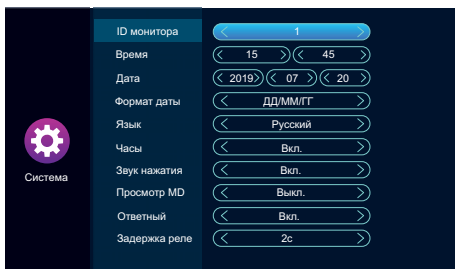 ID монитора 1
Время 15 45
Дата 2019 07 20
Формат даты ДД/ММ/ГГ
Язык Русский
Часы Вкл.
Система
Звук нажатия Вкл.
Просмотр MD Выкл.
Ответный Вкл.
Задержка реле 2с